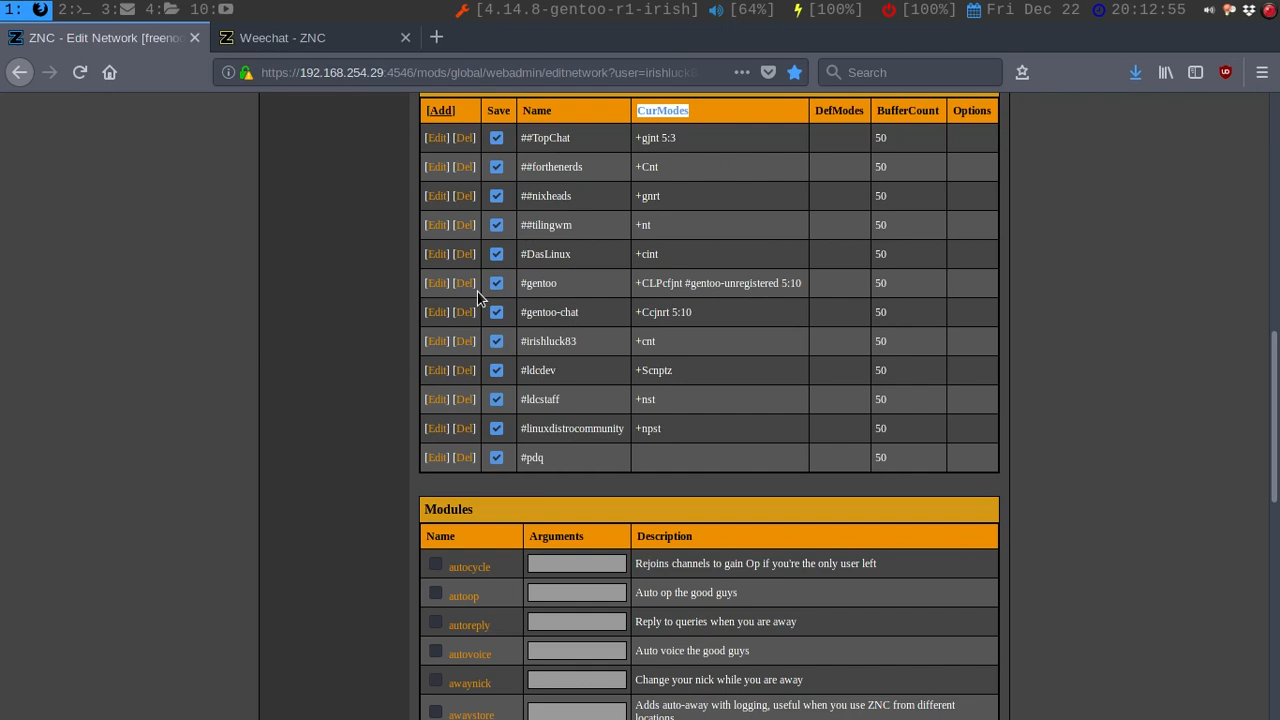 1: 2:>_ 3: 4: 10: [4.14.8-gentoo-r1-irish] [64%] [100%] [100%] Fri Dec 22 20:12:55
ZNC - Edit Network [freeno Weechat - ZNC
https://192.168.254.29:4546/mods/global/webadmin/editnetwork?user=irishluck8 Search
[Add] Save Name CurModes DefModes BufferCount Options
[Edit] [Del] ##TopChat +gjnt 5:3 50
[Edit] [Del] ##forthenerds +Cnt 50
[Edit] [Del] ##nixheads +gnrt 50
[Edit] [Del] ##tilingwm +nt 50
[Edit] [Del] #DasLinux +cint 50
[Edit] [Del] #gentoo +CLPcfjnt #gentoo-unregistered 5:10 50
[Edit] [Del] #gentoo-chat +Ccjnrt 5:10 50
[Edit] [Del] #irishluck83 +cnt 50
[Edit] [Del] #ldcdev +Scnptz 50
[Edit] [Del] #ldcstaff +nst 50
[Edit] [Del] #linuxdistrocommunity +npst 50
[Edit] [Del] #pdq 50
Modules
Name Arguments Description
autocycle Rejoins channels to gain Op if you're the only user left
autoop Auto op the good guys
autoreply Reply to queries when you are away
autovoice Auto voice the good guys
awaynick Change your nick while you are away
awaystore Adds auto-away with logging, useful when you use ZNC from different
locations